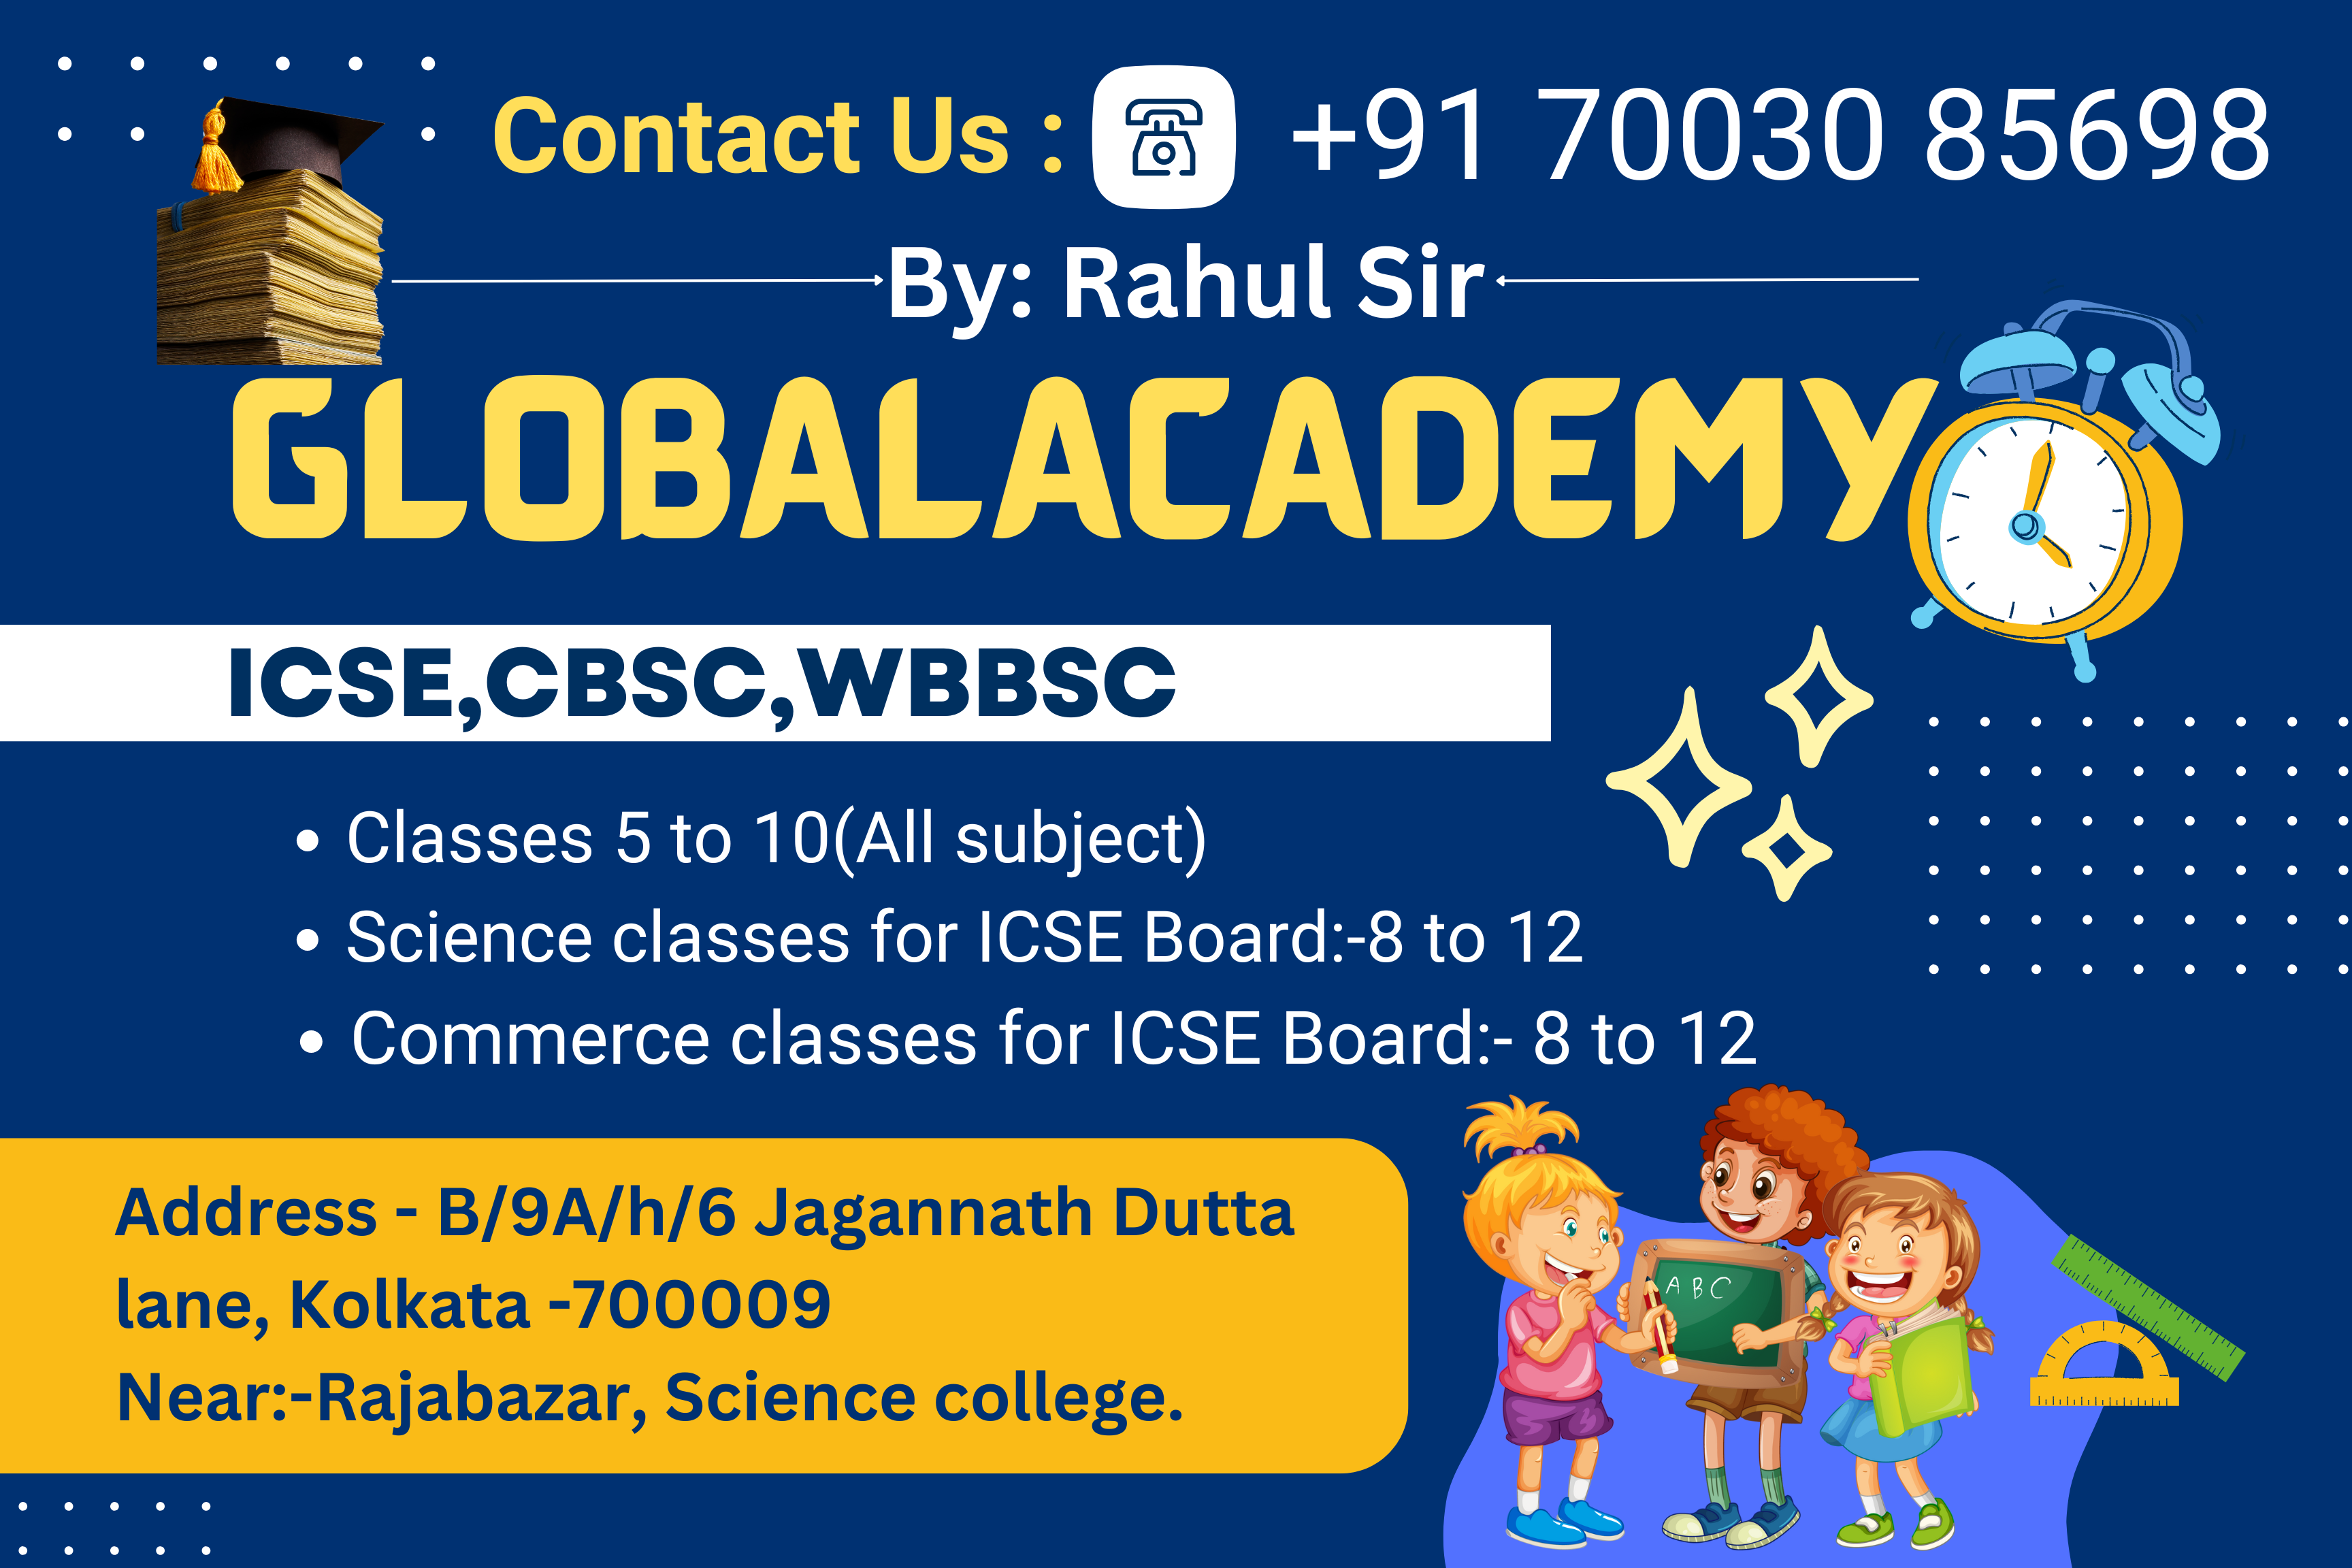 Contact Us : +91 70030 85698
By: Rahul Sir
GLOBALACADEMY
ICSE,CBSC,WBBSC
• Classes 5 to 10(All subject)
• Science classes for ICSE Board:-8 to 12
• Commerce classes for ICSE Board:- 8 to 12
Address - B/9A/h/6 Jagannath Dutta
lane, Kolkata -700009
Near:-Rajabazar, Science college.
A B C